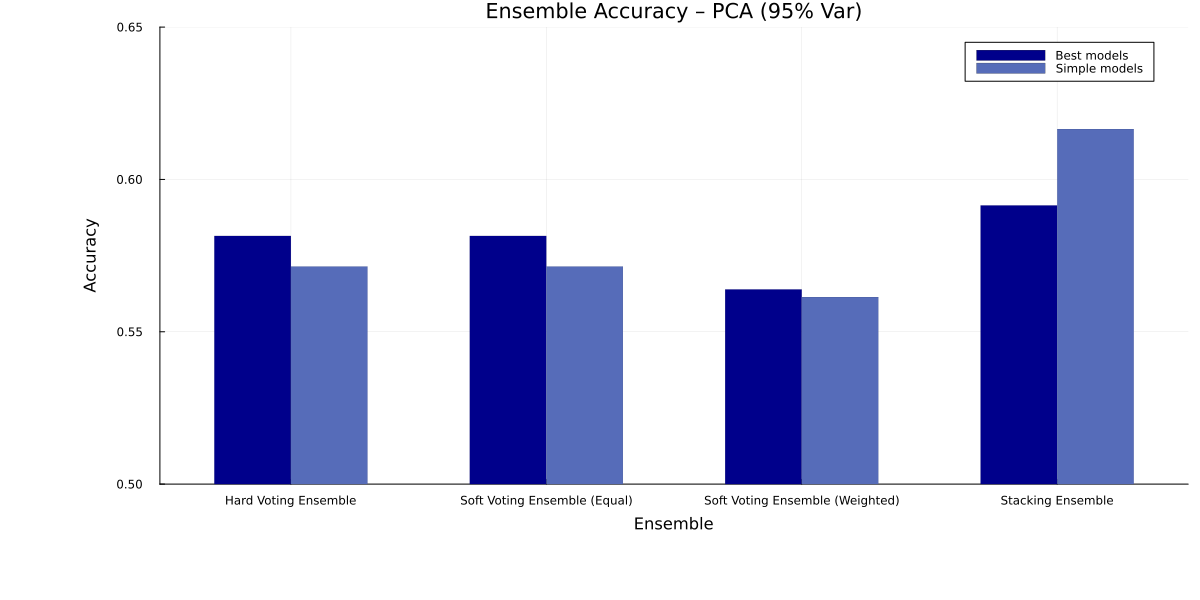 Ensemble Accuracy – PCA (95% Var)
Best models
Simple models
0.65
0.60
0.55
0.50
Accuracy
Hard Voting Ensemble
Soft Voting Ensemble (Equal)
Soft Voting Ensemble (Weighted)
Stacking Ensemble
Ensemble